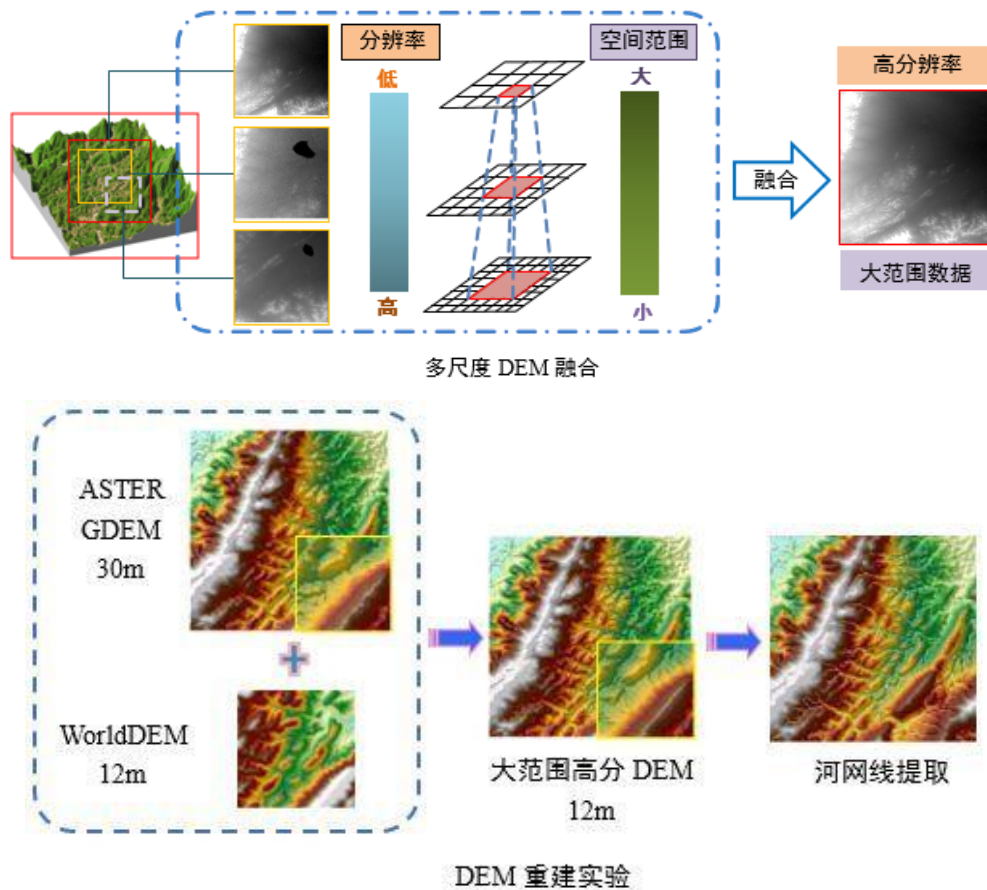 分辨率
空间范围
低
大
高
小
融合
高分辨率
大范围数据
多尺度 DEM 融合
ASTER
GDEM
30m
WorldDEM
12m
大范围高分 DEM
12m
河网线提取
DEM 重建实验